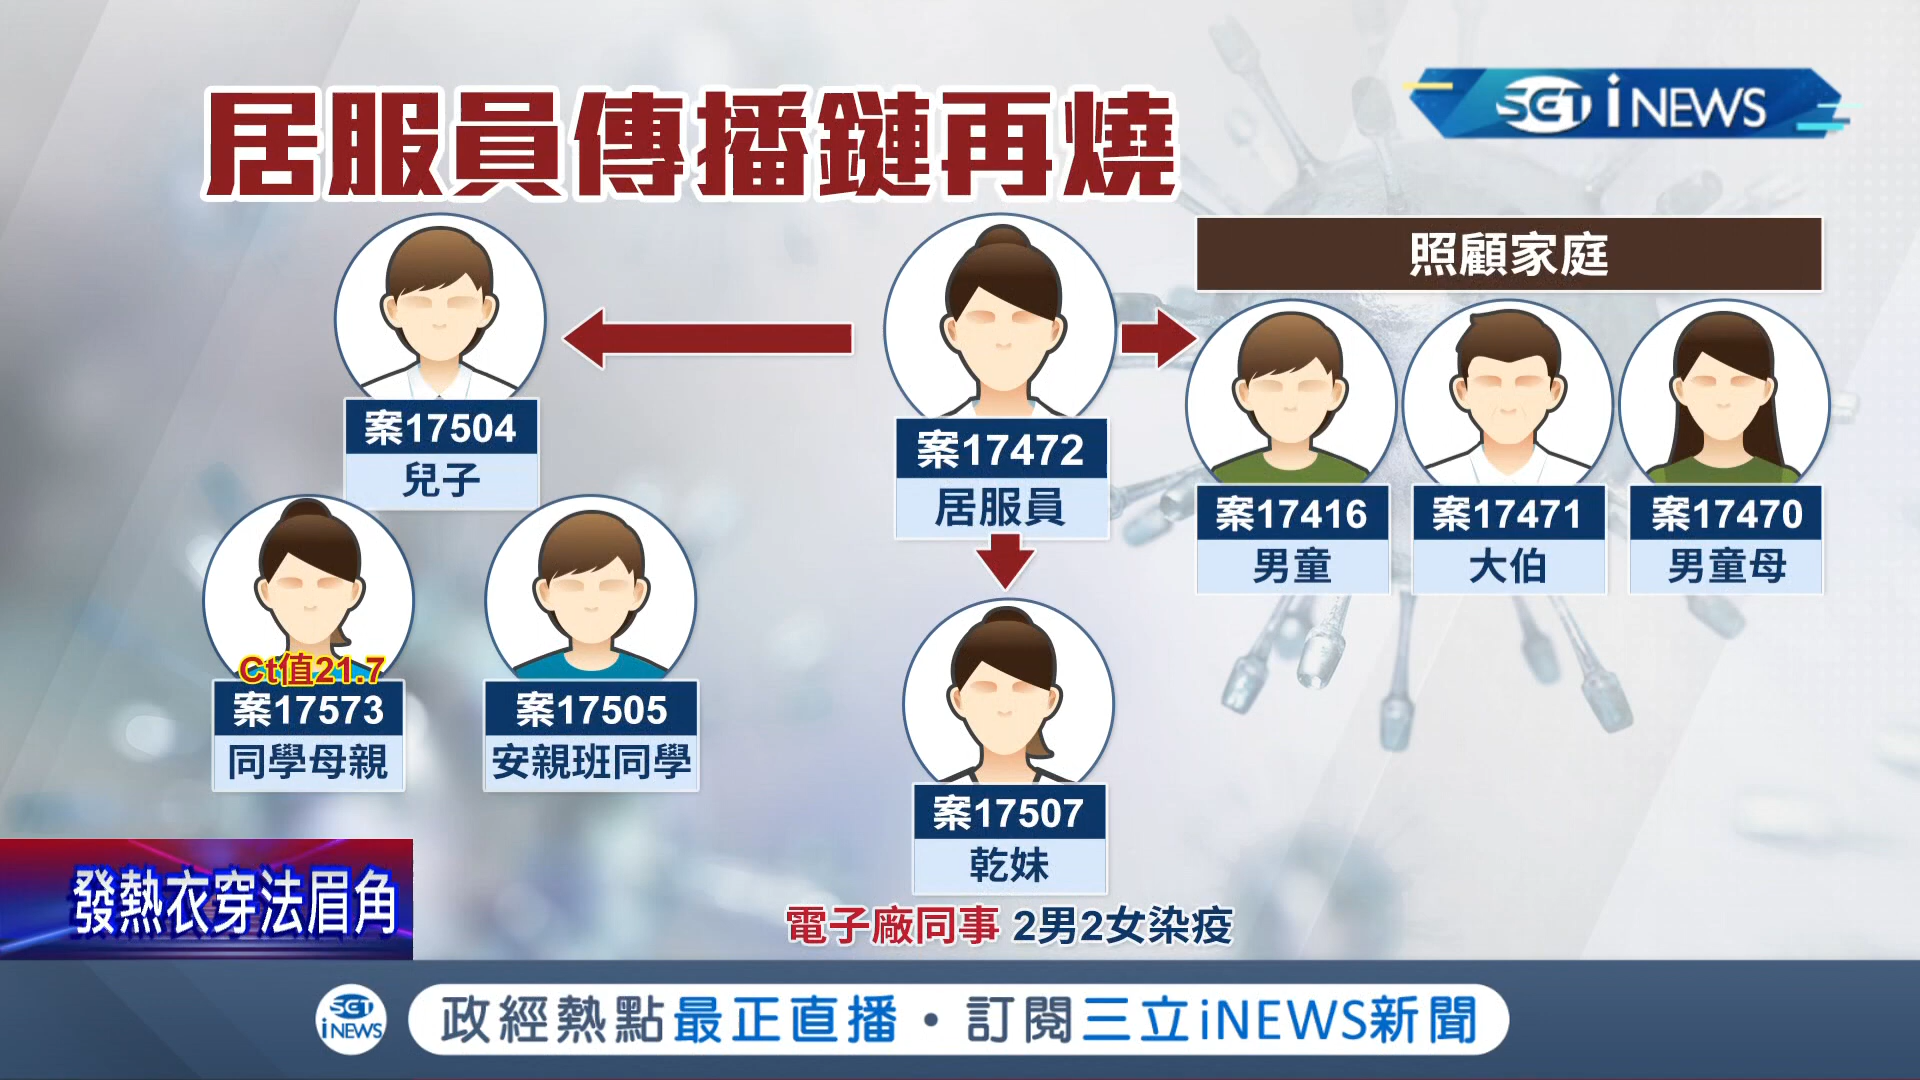 居服員傳播鏈再燒
SET iNEWS
照顧家庭
案17504
兒子
案17472
居服員
案17416
男童
案17471
大伯
案17470
男童母
Ct值21.7
案17573
同學母親
案17505
安親班同學
案17507
乾妹
電子廠同事 2男2女染疫
發熱衣穿法眉角
SET iNEWS
政經熱點最正直播・訂閱三立iNEWS新聞